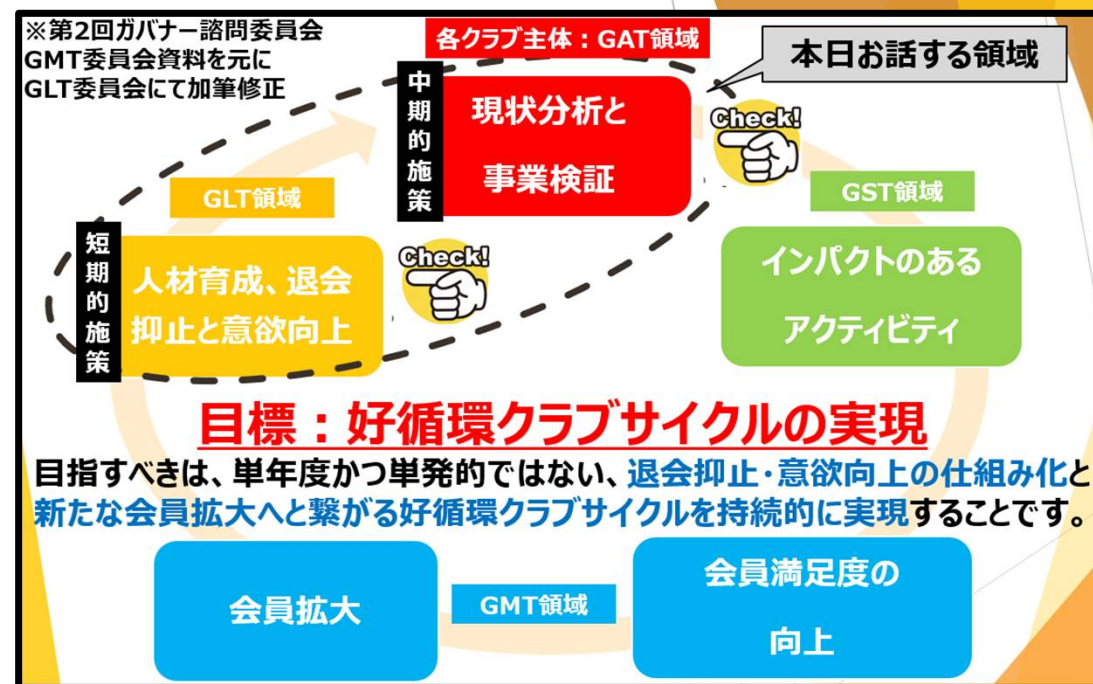 ※第2回ガバナー諮問委員会
GMT委員会資料を元に
GLT委員会にて加筆修正
各クラブ主体：GAT領域
本日お話する領域
中期的施策
現状分析と
事業検証
Check!
GLT領域
GST領域
短期的施策
人材育成、退会
抑止と意欲向上
Check!
インパクトのある
アクティビティ
目標：好循環クラブサイクルの実現
目指すべきは、単年度かつ単発的ではない、退会抑止・意欲向上の仕組み化と
新たな会員拡大へと繋がる好循環クラブサイクルを持続的に実現することです。
会員拡大
GMT領域
会員満足度の
向上